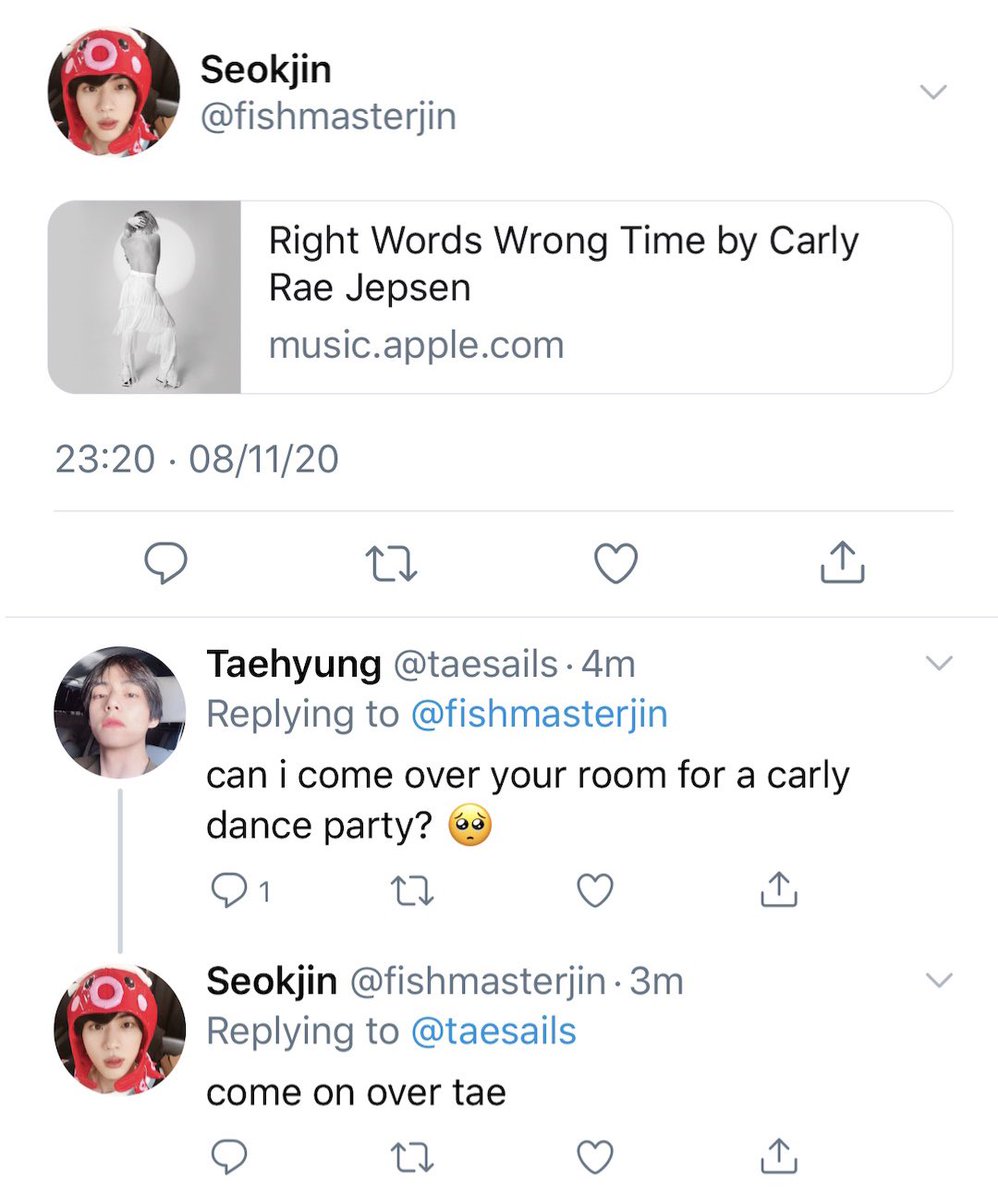 Seokjin
@fishmasterjin
Right Words Wrong Time by Carly
Rae Jepsen
music.apple.com
23:20 · 08/11/20
Taehyung @taesails · 4m
Replying to @fishmasterjin
can i come over your room for a carly
dance party? 🥺
1
Seokjin @fishmasterjin · 3m
Replying to @taesails
come on over tae